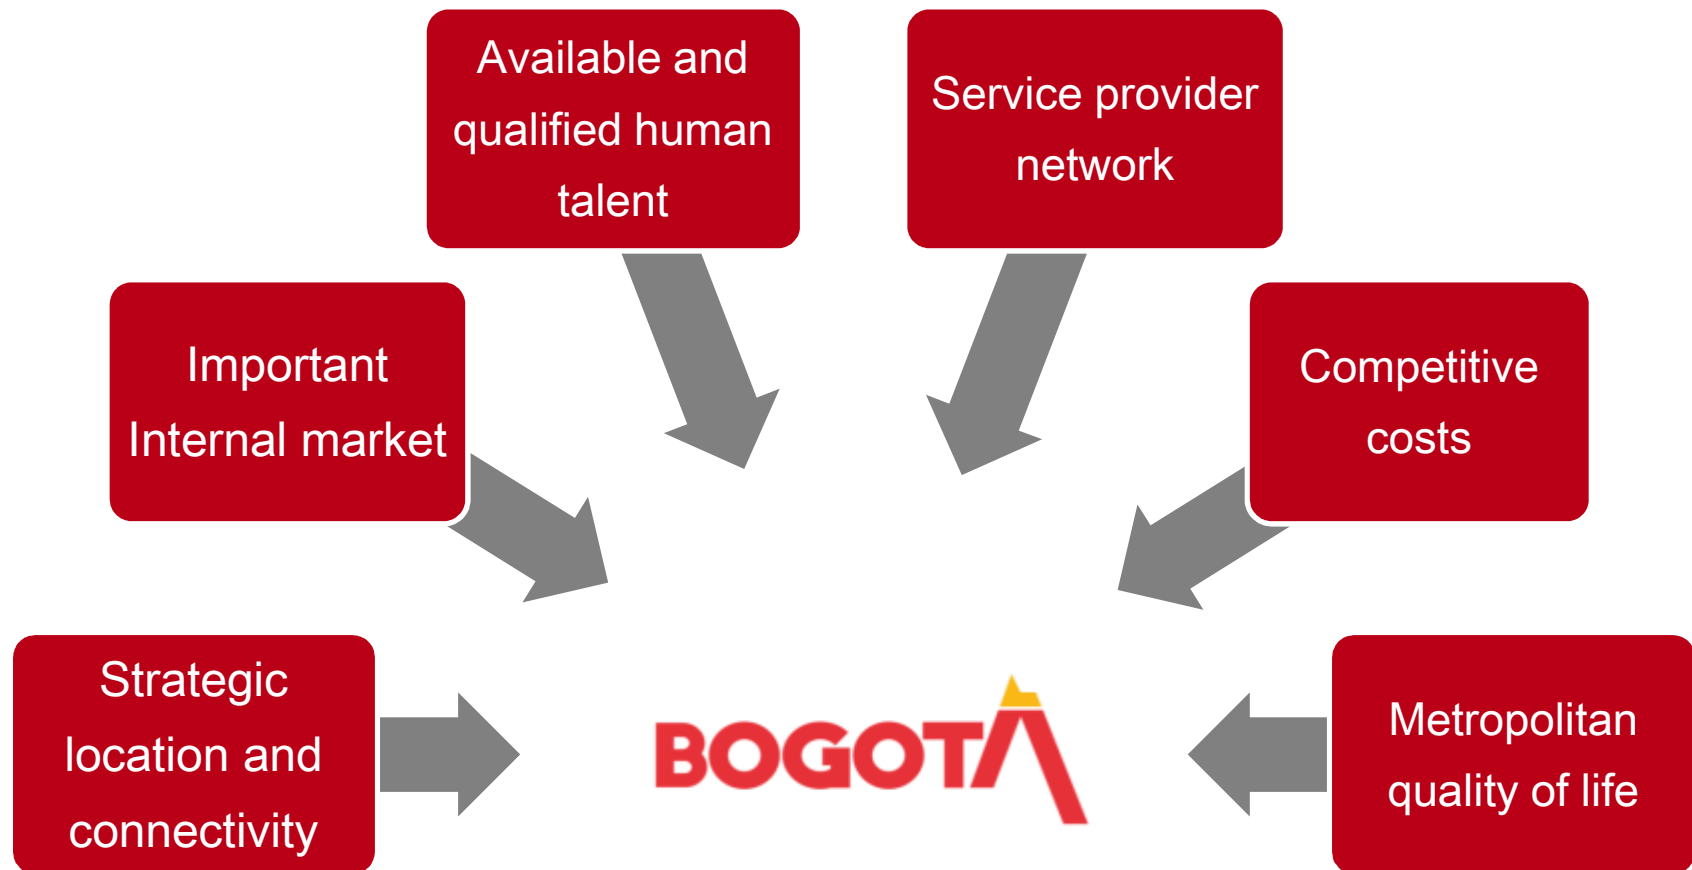 Available and
qualified human
talent
Service provider
network
Important
Internal market
Competitive
costs
Strategic
location and
connectivity
BOGOTÁ
Metropolitan
quality of life